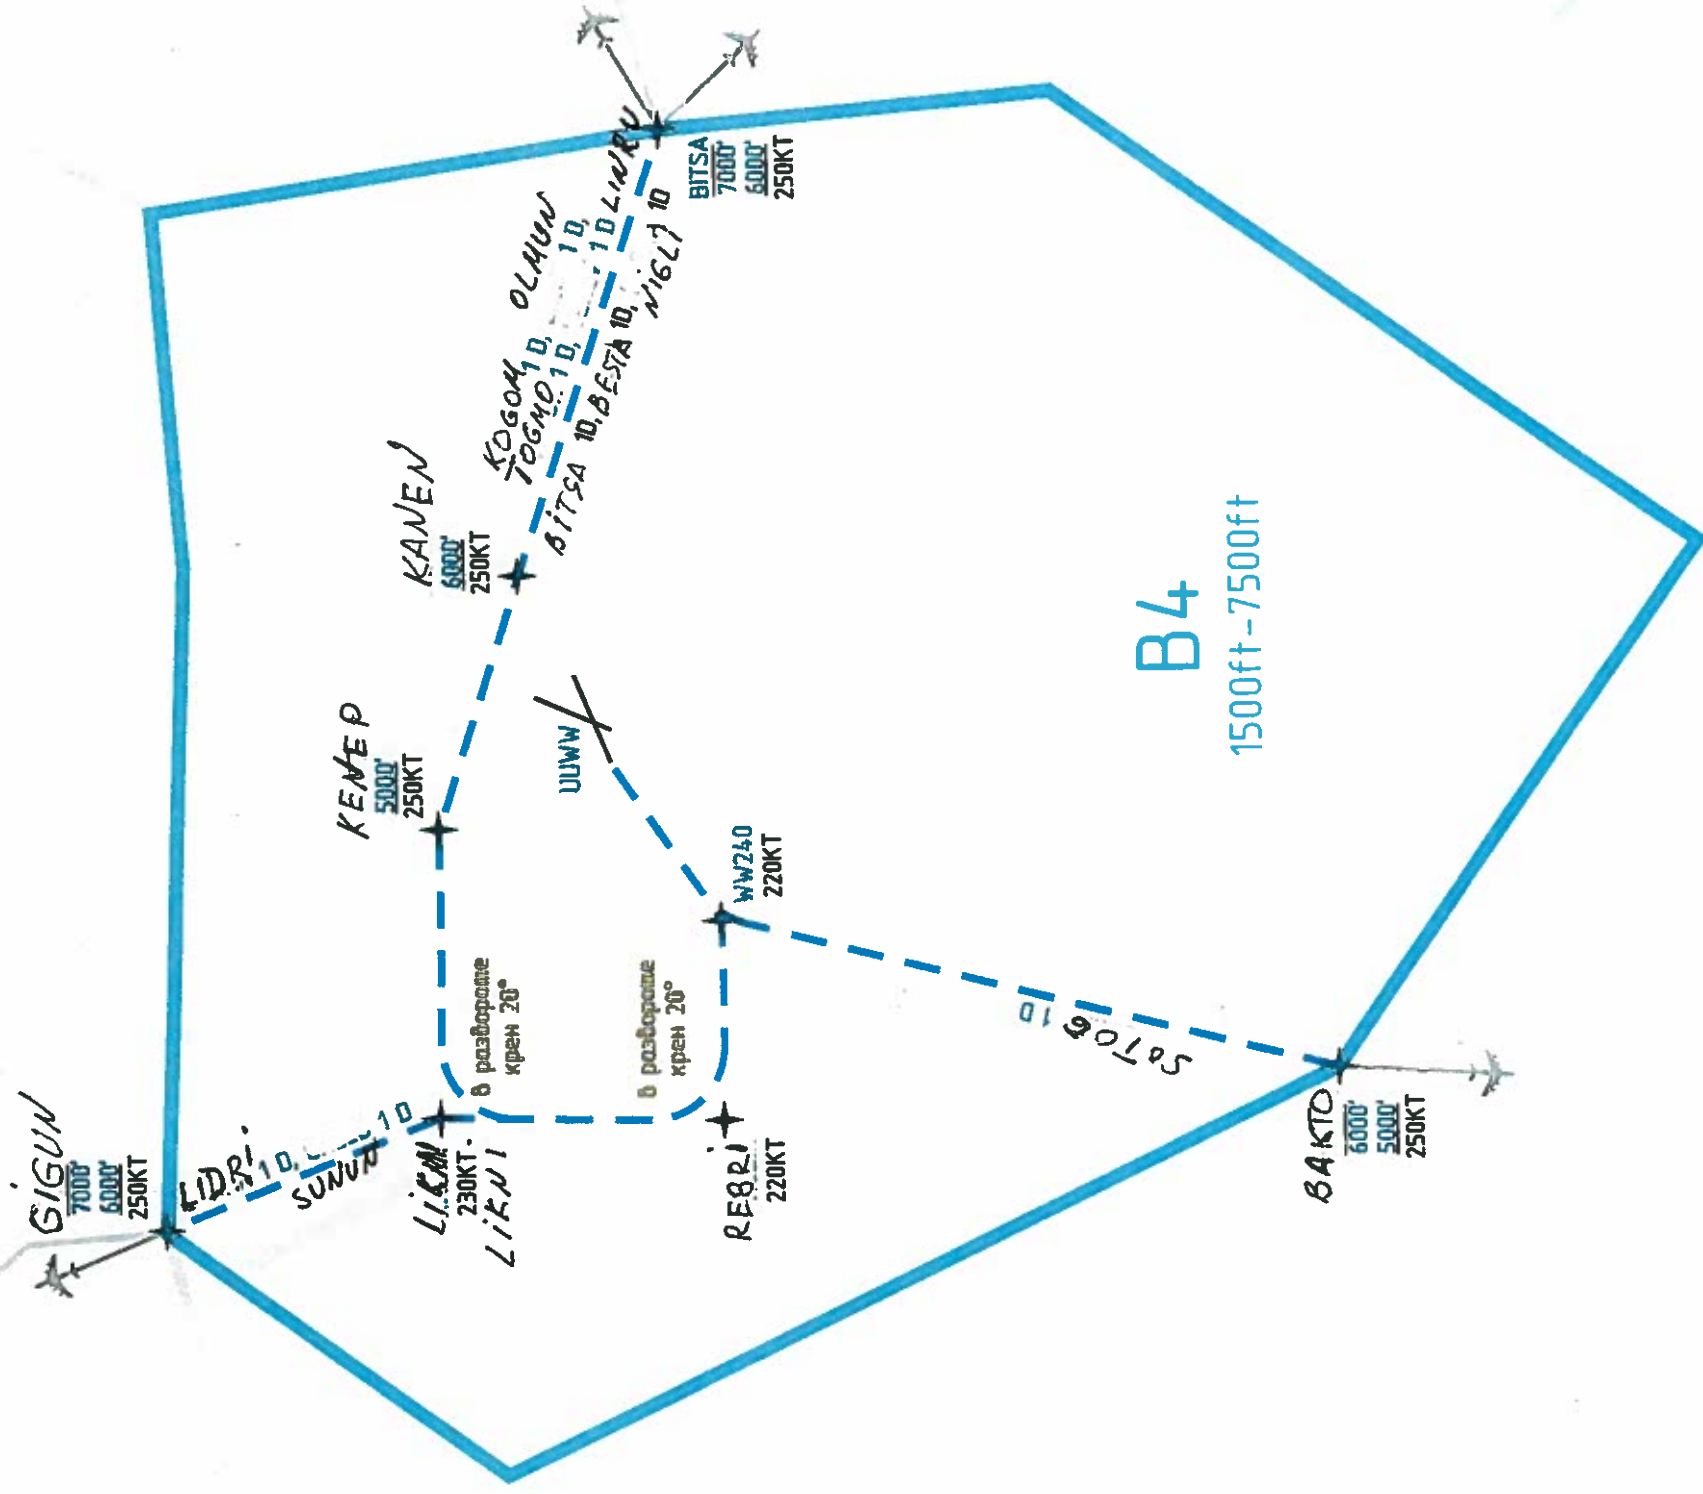 GIGUN
7000'
6000'
250KT
LIDRI 1D, 1D
SUNUN
LIKNI
230KT.
LIKNI
в развороте
крен 20°
KENEP
5000'
250KT
KANEN
6000'
250KT
KOGOM 1D, OLMUN 1D,
TOGMO 1D, 1D LINRU
BITSA 1D, BESTA 1D, NIGLI 1D
BITSA
7000'
6000'
250KT
UUWW
WW240
220KT
в развороте
крен 20°
REBRI
220KT
1D
BAKTO
6000'
5000'
250KT
B4
1500ft-7500ft